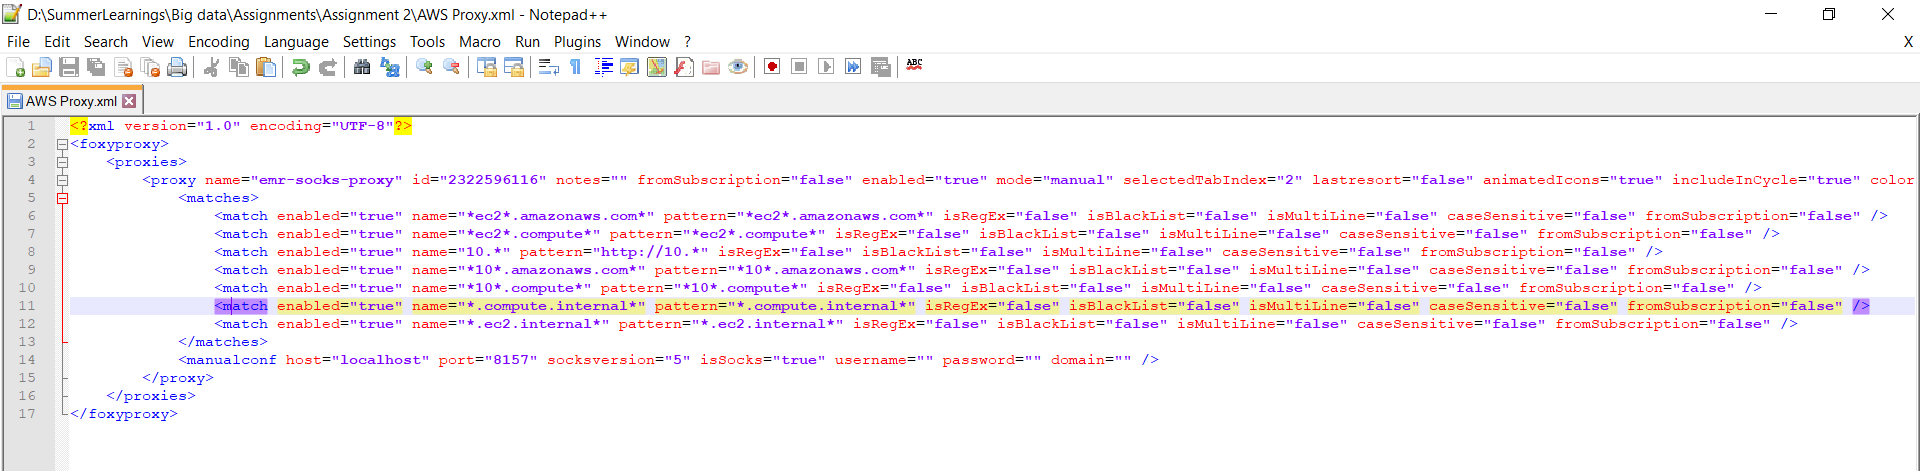 D:\SummerLearnings\Big data\Assignments\Assignment 2\AWS Proxy.xml - Notepad++
File Edit Search View Encoding Language Settings Tools Macro Run Plugins Window ? X
ABC
AWS Proxy.xml
1 <?xml version="1.0" encoding="UTF-8"?>
2 <foxyproxy>
3 <proxies>
4 <proxy name="emr-socks-proxy" id="2322596116" notes="" fromSubscription="false" enabled="true" mode="manual" selectedTabIndex="2" lastresort="false" animatedIcons="true" includeInCycle="true" color
5 <matches>
6 <match enabled="true" name="*ec2*.amazonaws.com*" pattern="*ec2*.amazonaws.com*" isRegEx="false" isBlackList="false" isMultiLine="false" caseSensitive="false" fromSubscription="false" />
7 <match enabled="true" name="*ec2*.compute*" pattern="*ec2*.compute*" isRegEx="false" isBlackList="false" isMultiLine="false" caseSensitive="false" fromSubscription="false" />
8 <match enabled="true" name="10.*" pattern="http://10.*" isRegEx="false" isBlackList="false" isMultiLine="false" caseSensitive="false" fromSubscription="false" />
9 <match enabled="true" name="*10*.amazonaws.com*" pattern="*10*.amazonaws.com*" isRegEx="false" isBlackList="false" isMultiLine="false" caseSensitive="false" fromSubscription="false" />
10 <match enabled="true" name="*10*.compute*" pattern="*10*.compute*" isRegEx="false" isBlackList="false" isMultiLine="false" caseSensitive="false" fromSubscription="false" />
11 <match enabled="true" name="*.compute.internal*" pattern="*.compute.internal*" isRegEx="false" isBlackList="false" isMultiLine="false" caseSensitive="false" fromSubscription="false" />
12 <match enabled="true" name="*.ec2.internal*" pattern="*.ec2.internal*" isRegEx="false" isBlackList="false" isMultiLine="false" caseSensitive="false" fromSubscription="false" />
13 </matches>
14 <manualconf host="localhost" port="8157" socksversion="5" isSocks="true" username="" password="" domain="" />
15 </proxy>
16 </proxies>
17 </foxyproxy>